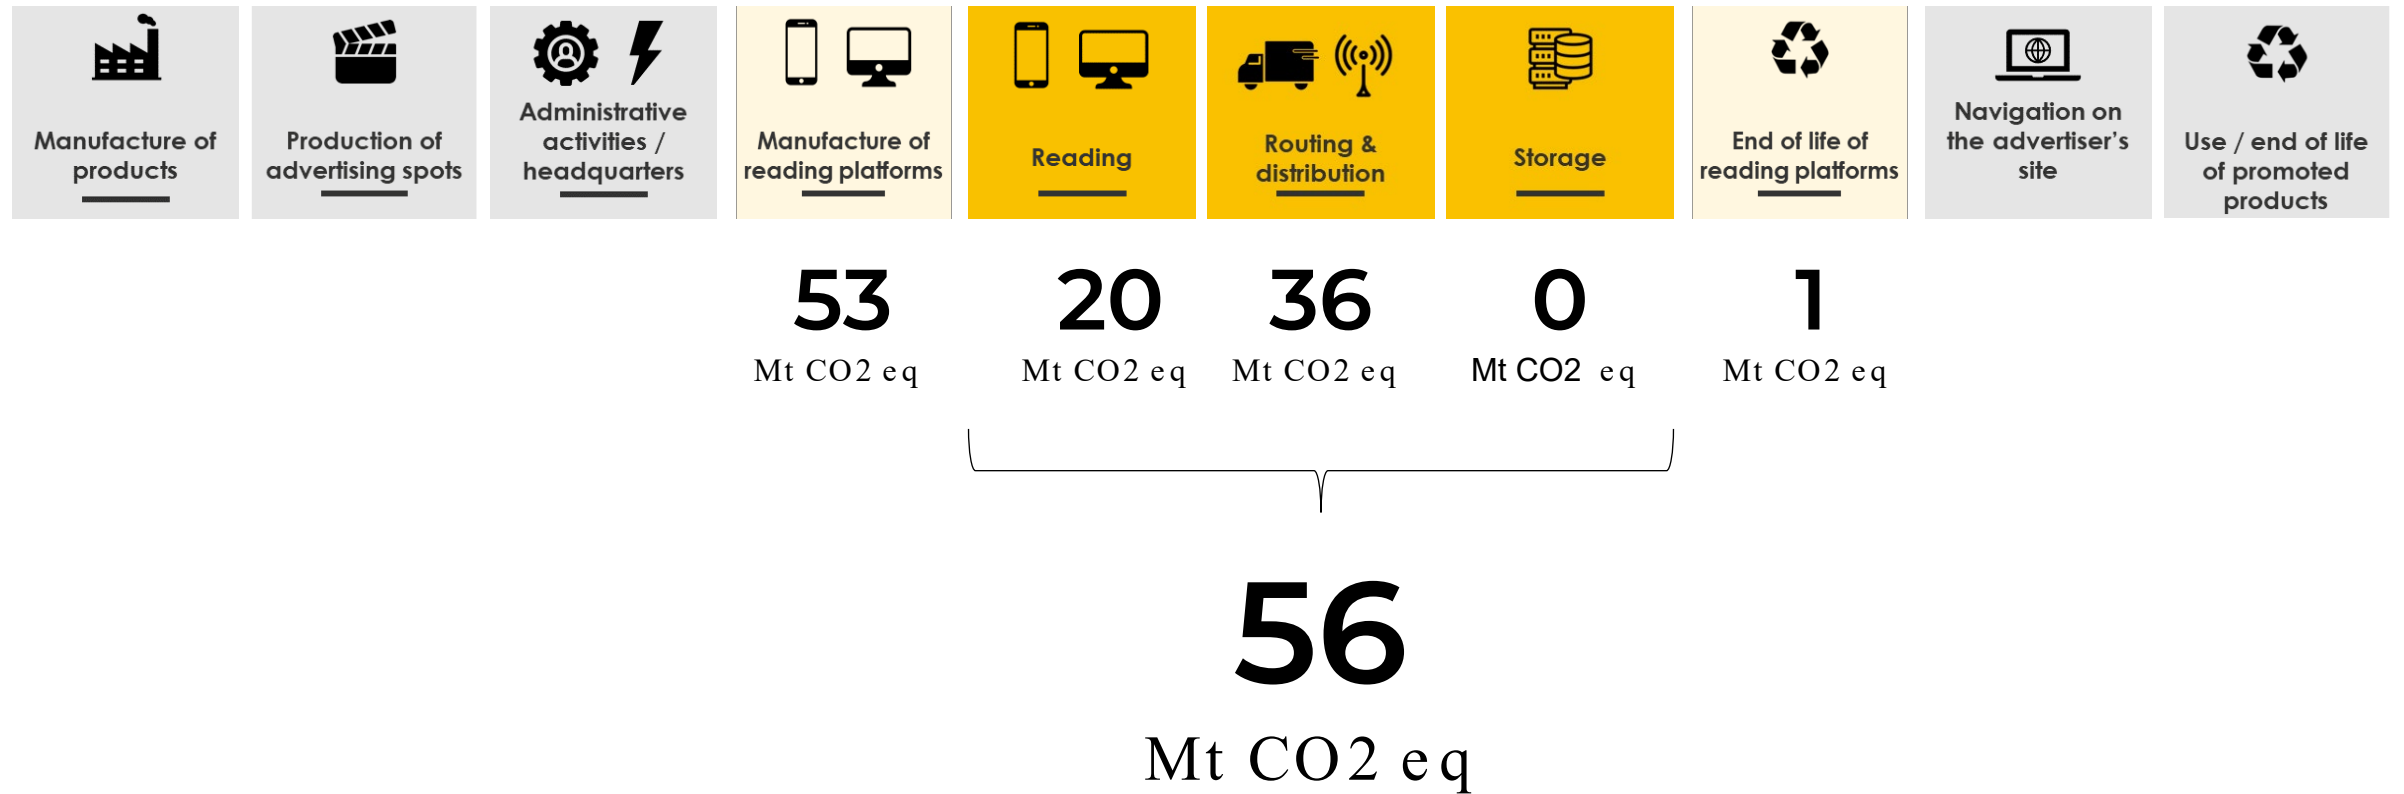 Manufacture of
products
Production of
advertising spots
Administrative
activities /
headquarters
Manufacture of
reading platforms
Reading
Routing &
distribution
Storage
End of life of
reading platforms
Navigation on
the advertiser's
site
Use / end of life
of promoted
products
53
Mt CO2 eq
20
Mt CO2 eq
36
Mt CO2 eq
0
Mt CO2 eq
1
Mt CO2 eq
56
Mt CO2 eq